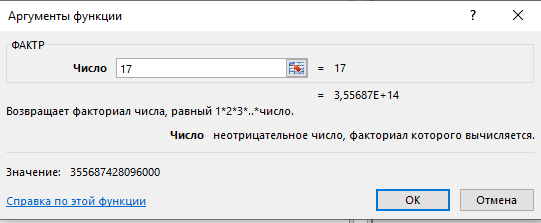 Аргументы функции ? ×
ФАКТР
Число 17 = 17
= 3,55687E+14
Возвращает факториал числа, равный 1*2*3*..*число.
Число неотрицательное число, факториал которого вычисляется.
Значение: 355687428096000
Справка по этой функции
ОК Отмена